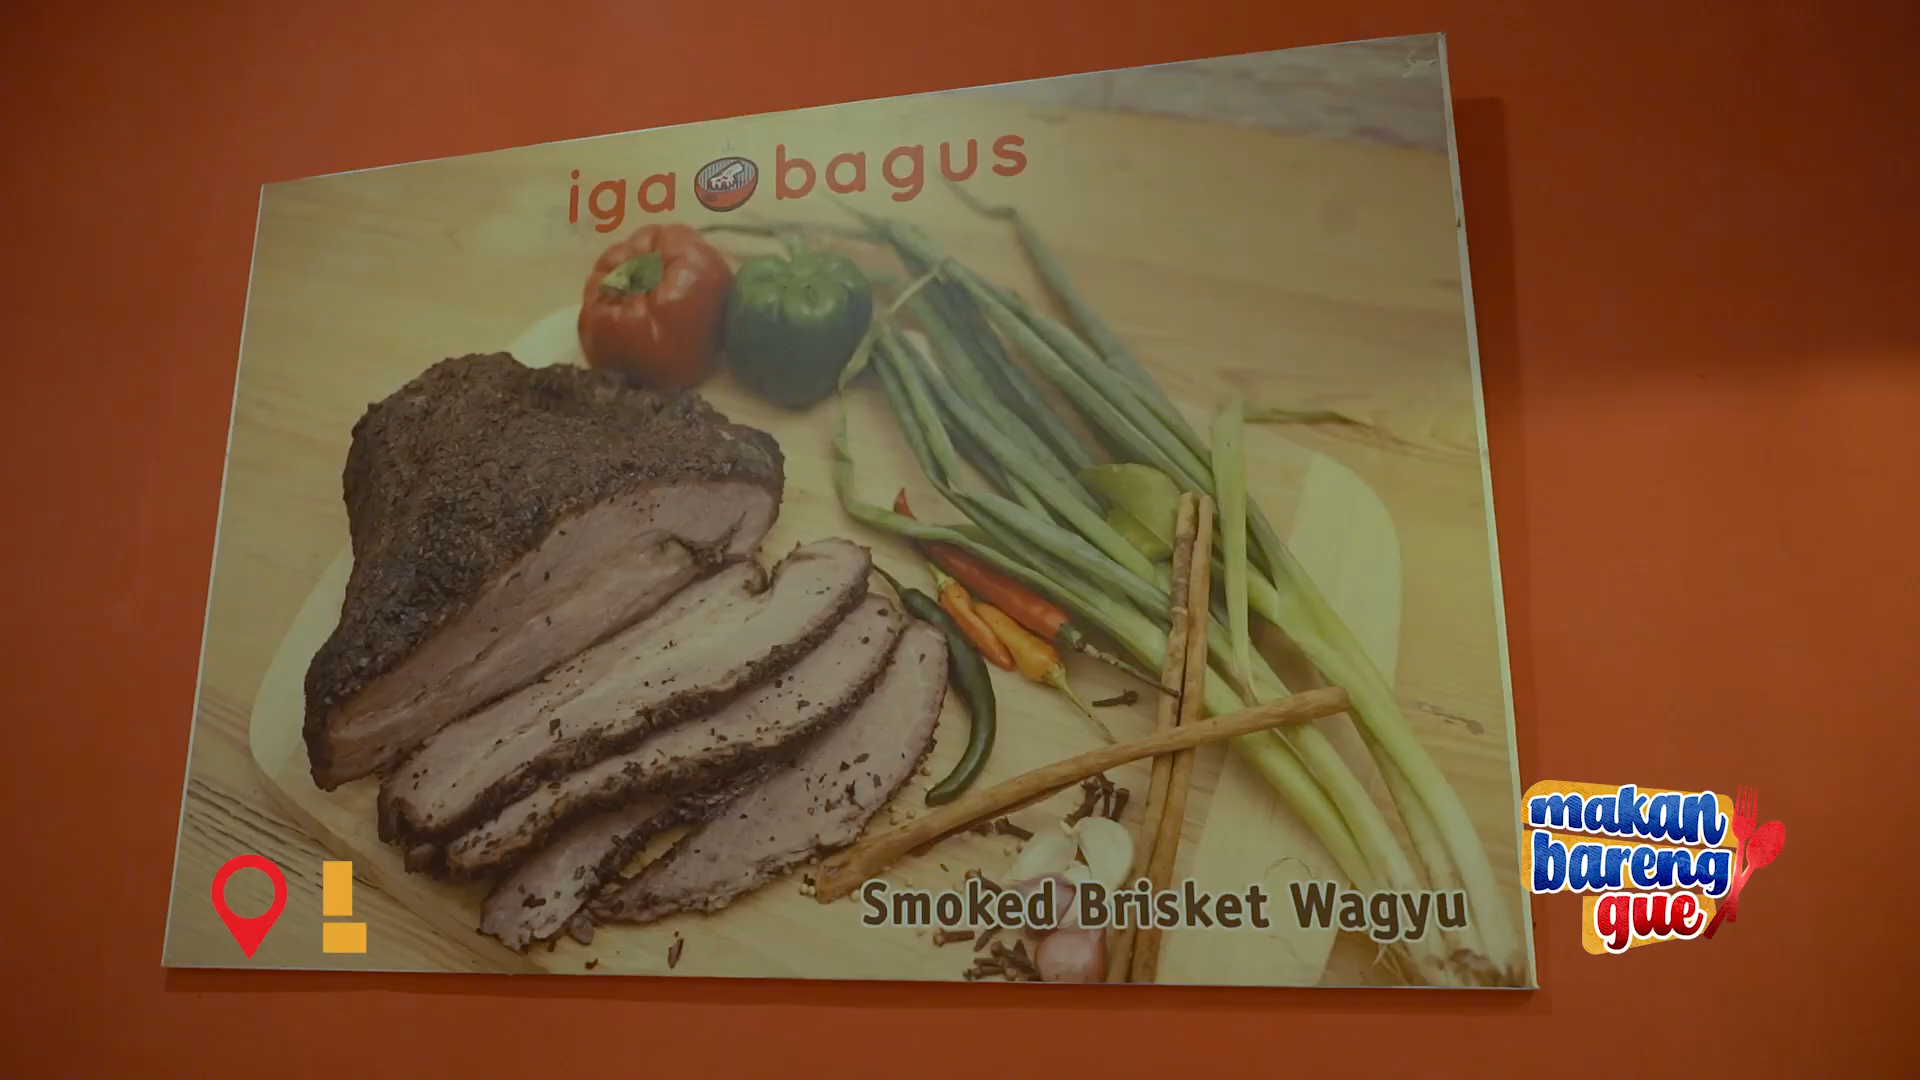 iga bagus
Smoked Brisket Wagyu
makan
bareng
gue